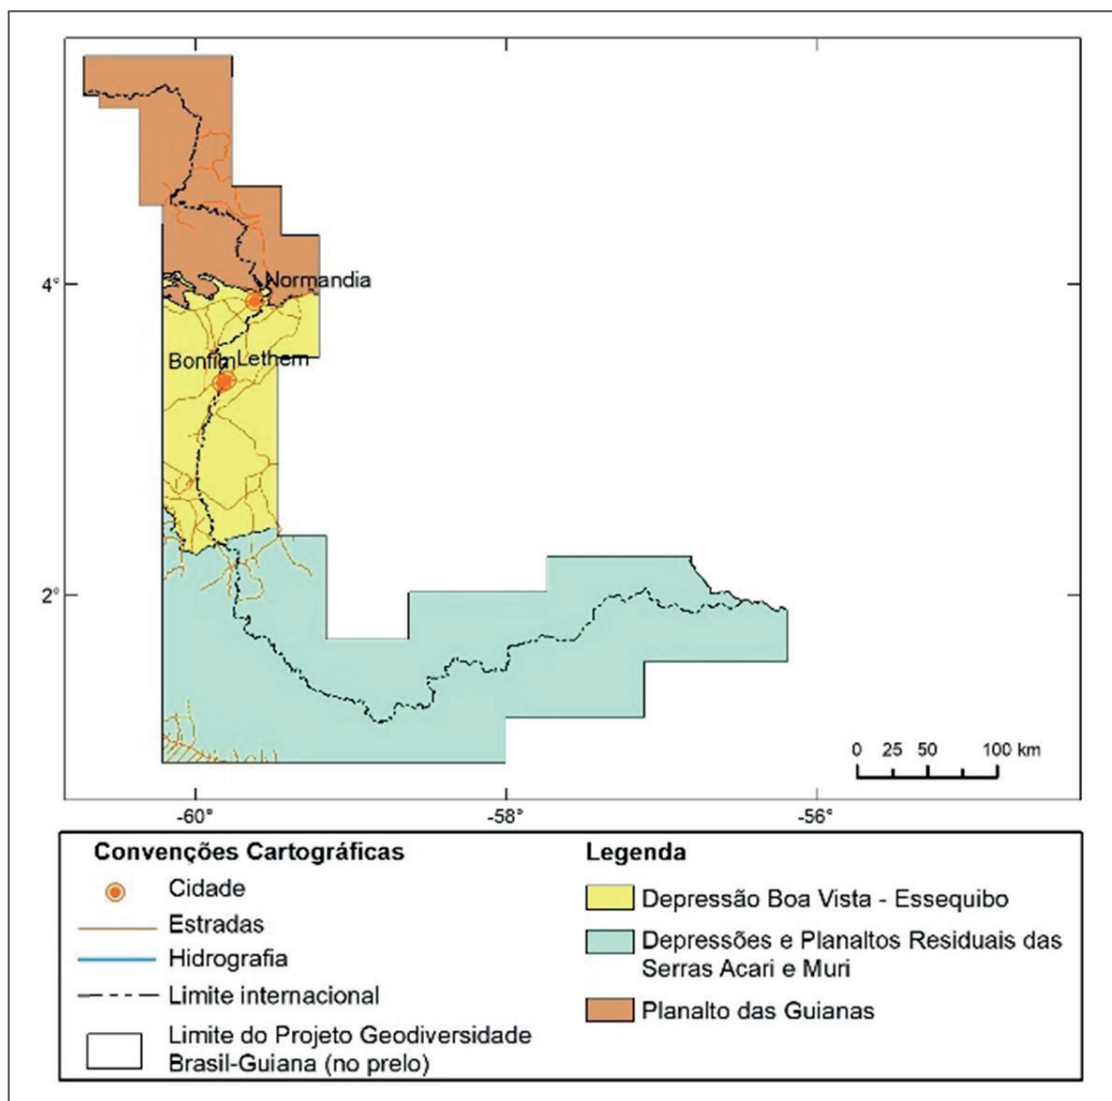 Normandia
4°
Bonfim Lethem
2°
0 25 50 100 km
-60° -58° -56°
Convenções Cartográficas
Cidade
Estradas
Hidrografia
Limite internacional
Limite do Projeto Geodiversidade
Brasil-Guiana (no prelo)
Legenda
Depressão Boa Vista - Essequibo
Depressões e Planaltos Residuais das
Serras Acari e Muri
Planalto das Guianas